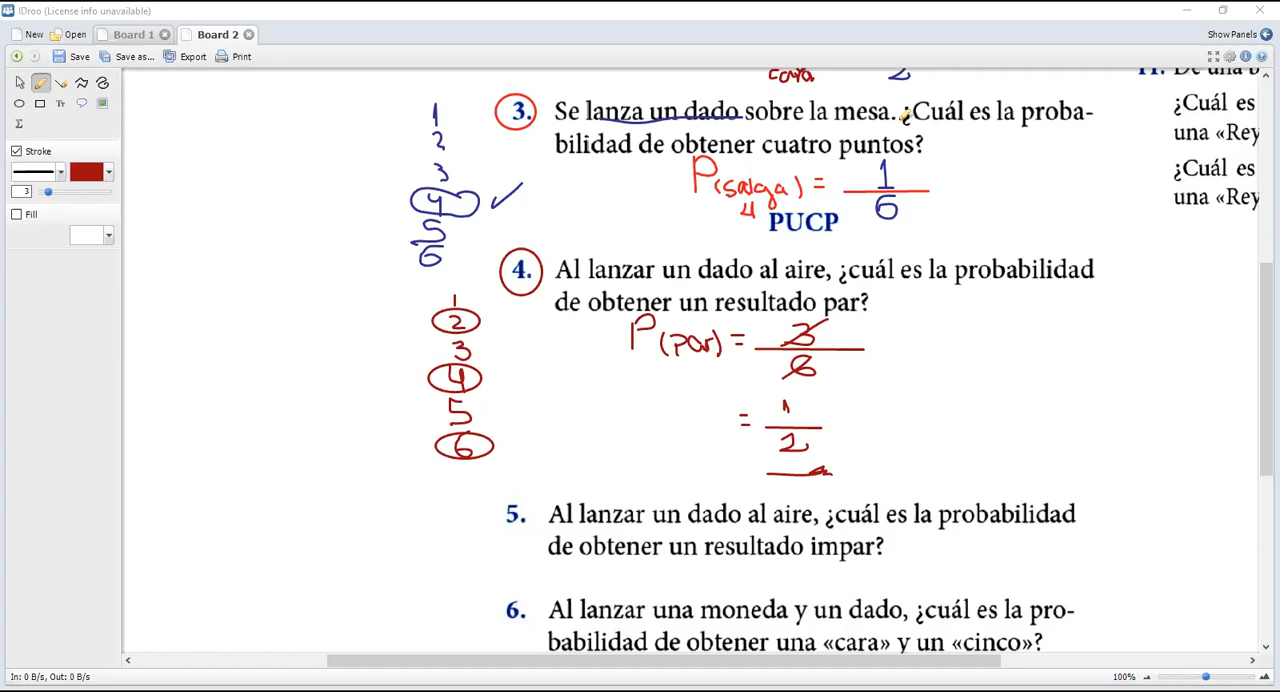 IDroo (License info unavailable)
New Open Board 1 Board 2 Show Panels
Save Save as... Export Print
Tr
Σ
Stroke
3
Fill
cara 2
11. De una b
¿Cuál es
una «Rey
¿Cuál es
una «Rey
3. Se lanza un dado sobre la mesa. ¿Cuál es la proba-
bilidad de obtener cuatro puntos?
1
2
3
4
5
6
P(salga 4) = 1
6
PUCP
4. Al lanzar un dado al aire, ¿cuál es la probabilidad
de obtener un resultado par?
1
2
3
4
5
6
P(par) = 3
6
= 1
2
5. Al lanzar un dado al aire, ¿cuál es la probabilidad
de obtener un resultado impar?
6. Al lanzar una moneda y un dado, ¿cuál es la pro-
babilidad de obtener una «cara» y un «cinco»?
In: 0 B/s, Out: 0 B/s 100%